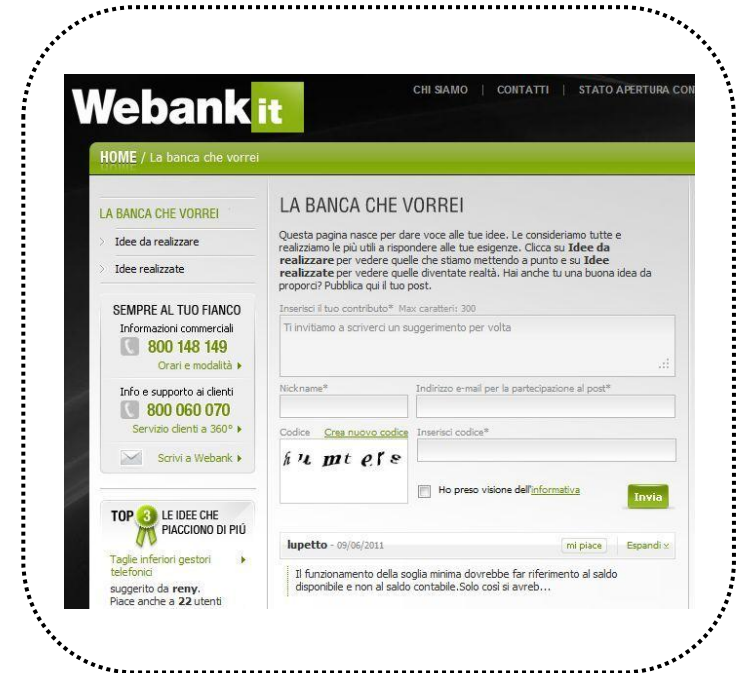 Webank it
CHI SIAMO | CONTATTI | STATO APERTURA CON
HOME / La banca che vorrei
LA BANCA CHE VORREI
Idee da realizzare
Idee realizzate
SEMPRE AL TUO FIANCO
Informazioni commerciali
800 148 149
Orari e modalità
Info e supporto ai clienti
800 060 070
Servizio clienti a 360°
Scrivi a Webank
TOP 3 LE IDEE CHE
PIACCIONO DI PIÚ
Taglie inferiori gestori
telefonici
suggerito da reny.
Piace anche a 22 utenti
LA BANCA CHE VORREI
Questa pagina nasce per dare voce alle tue idee. Le consideriamo tutte e
realizziamo le più utili a rispondere alle tue esigenze. Clicca su Idee da
realizzare per vedere quelle che stiamo mettendo a punto e su Idee
realizzate per vedere quelle diventate realtà. Hai anche tu una buona idea da
proporci? Pubblica qui il tuo post.
Inserisci il tuo contributo* Max caratteri: 300
Ti invitiamo a scriverci un suggerimento per volta
Nickname* Indirizzo e-mail per la partecipazione al post*
Codice Crea nuovo codice Inserisci codice*
Ho preso visione dell'informativa
Invia
lupetto - 09/06/2011 mi piace Espandi
Il funzionamento della soglia minima dovrebbe far riferimento al saldo
disponibile e non al saldo contabile.Solo così si avreb...